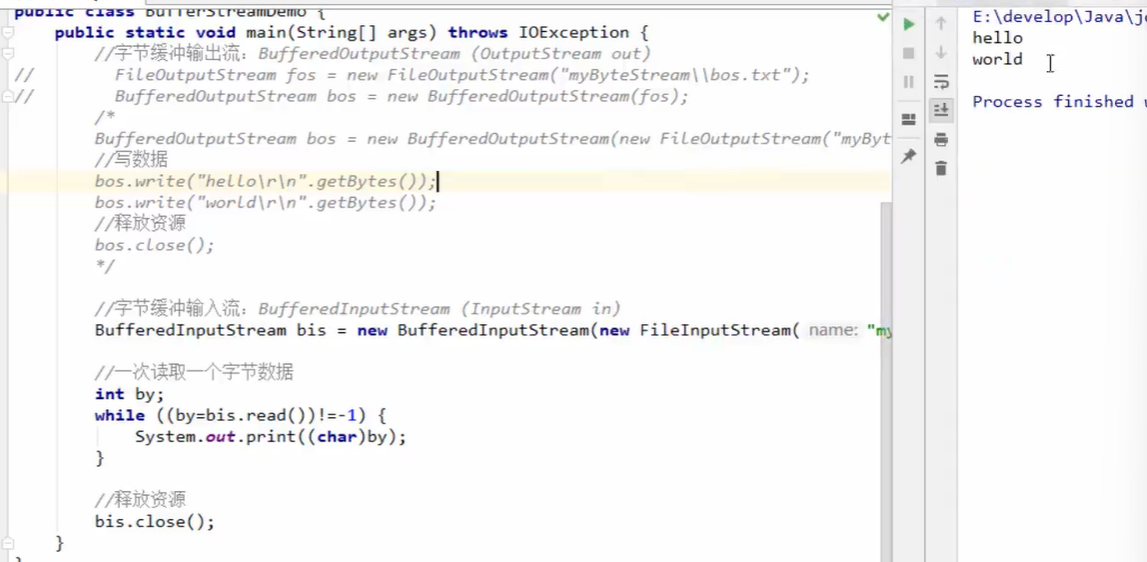 public class BufferStreamDemo {
public static void main(String[] args) throws IOException {
//字节缓冲输出流：BufferedOutputStream (OutputStream out)
// FileOutputStream fos = new FileOutputStream("myByteStream\\bos.txt");
// BufferedOutputStream bos = new BufferedOutputStream(fos);
/*
BufferedOutputStream bos = new BufferedOutputStream(new FileOutputStream("myByt
//写数据
bos.write("hello\r\n".getBytes());
bos.write("world\r\n".getBytes());
//释放资源
bos.close();
*/
//字节缓冲输入流：BufferedInputStream (InputStream in)
BufferedInputStream bis = new BufferedInputStream(new FileInputStream( name: "my
//一次读取一个字节数据
int by;
while ((by=bis.read())!=-1) {
System.out.print((char)by);
}
//释放资源
bis.close();
}
E:\develop\Java\j
hello
world
Process finished